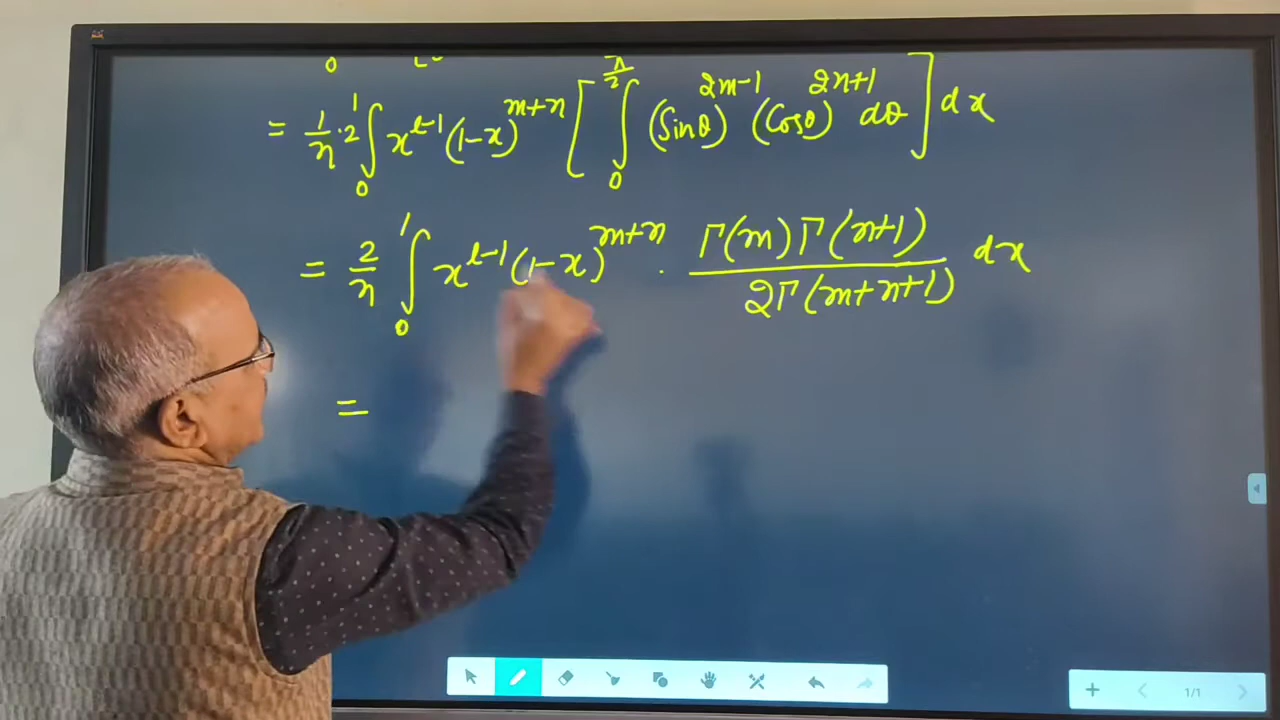 = 1/n · 2 ∫₀¹ x^(l-1) (1-x)^(m+n) [ ∫₀^(π/2) (Sinθ)^(2m-1) (Cosθ)^(2n+1) dθ ] dx
= 2/n ∫₀¹ x^(l-1) (1-x)^(m+n) · Γ(m)Γ(n+1) / 2Γ(m+n+1) dx
=
1/1